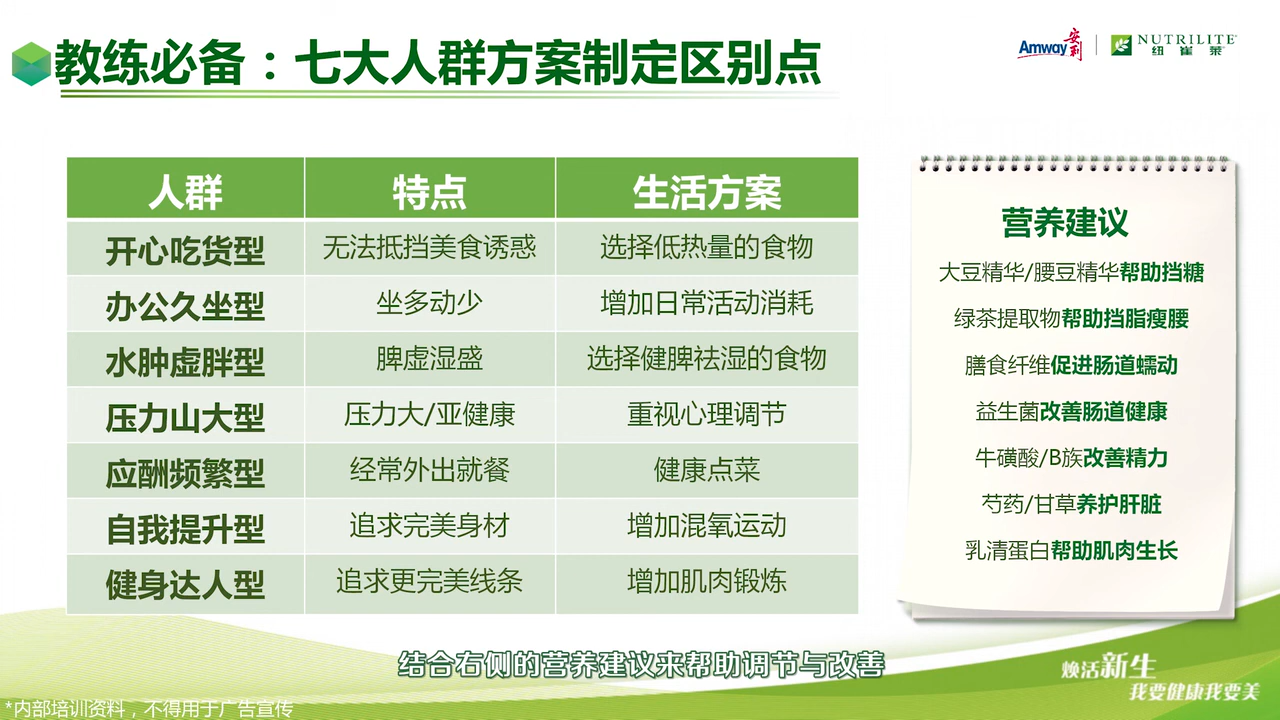 教练必备：七大人群方案制定区别点
Amway安利
NUTRILITE
纽崔莱
人群 特点 生活方案
开心吃货型 无法抵挡美食诱惑 选择低热量的食物
办公久坐型 坐多动少 增加日常活动消耗
水肿虚胖型 脾虚湿盛 选择健脾祛湿的食物
压力山大型 压力大/亚健康 重视心理调节
应酬频繁型 经常外出就餐 健康点菜
自我提升型 追求完美身材 增加混氧运动
健身达人型 追求更完美线条 增加肌肉锻炼
营养建议
大豆精华/腰豆精华帮助挡糖
绿茶提取物帮助挡脂瘦腰
膳食纤维促进肠道蠕动
益生菌改善肠道健康
牛磺酸/B族改善精力
芍药/甘草养护肝脏
乳清蛋白帮助肌肉生长
结合右侧的营养建议来帮助调节与改善
焕活新生
我要健康我要美
*内部培训资料，不得用于广告宣传